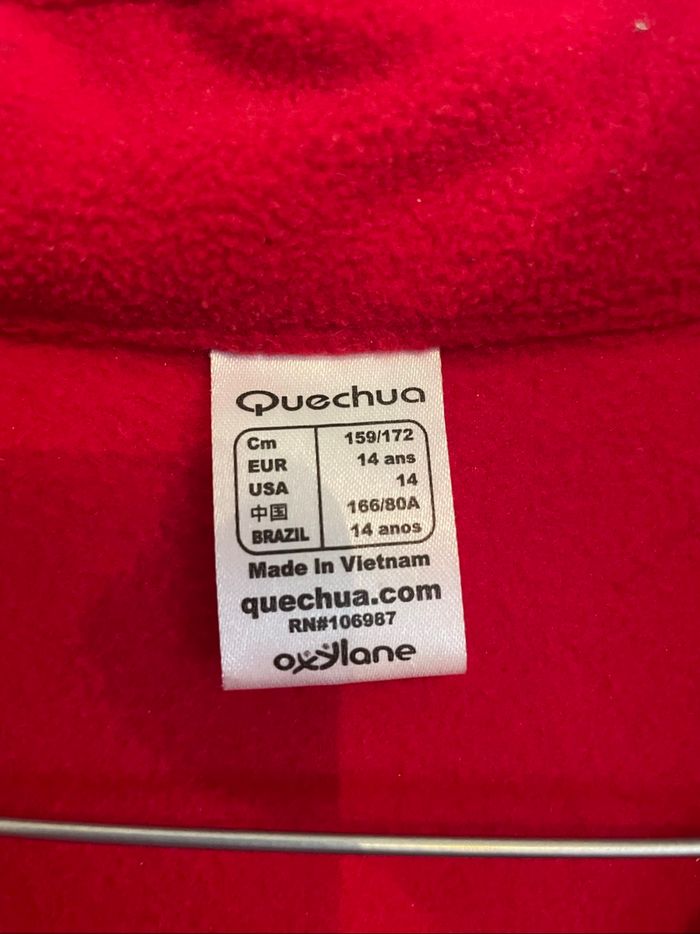 Quechua
Cm 159/172
EUR 14 ans
USA 14
中国 166/80A
BRAZIL 14 anos
Made In Vietnam
quechua.com
RN#106987
oxylane